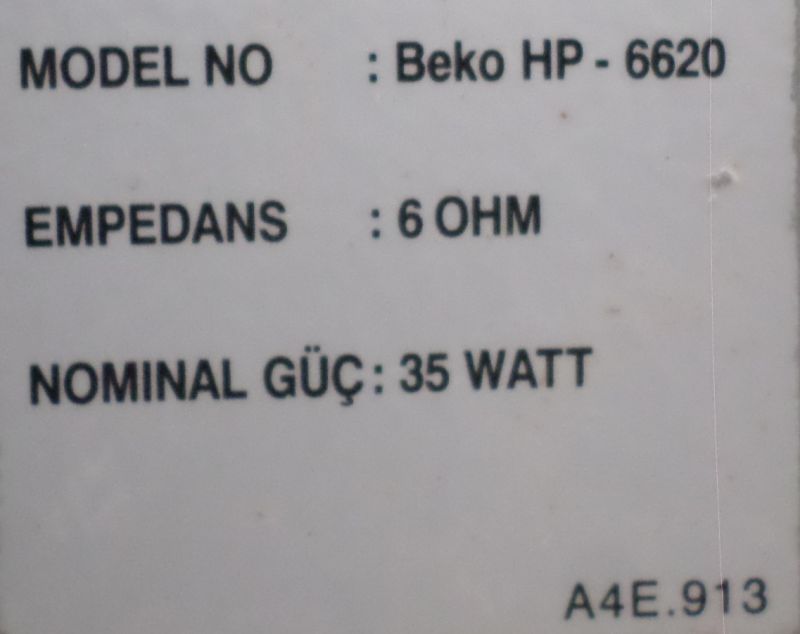 MODEL NO : Beko HP - 6620
EMPEDANS : 6 OHM
NOMINAL GÜÇ : 35 WATT
A4E.913